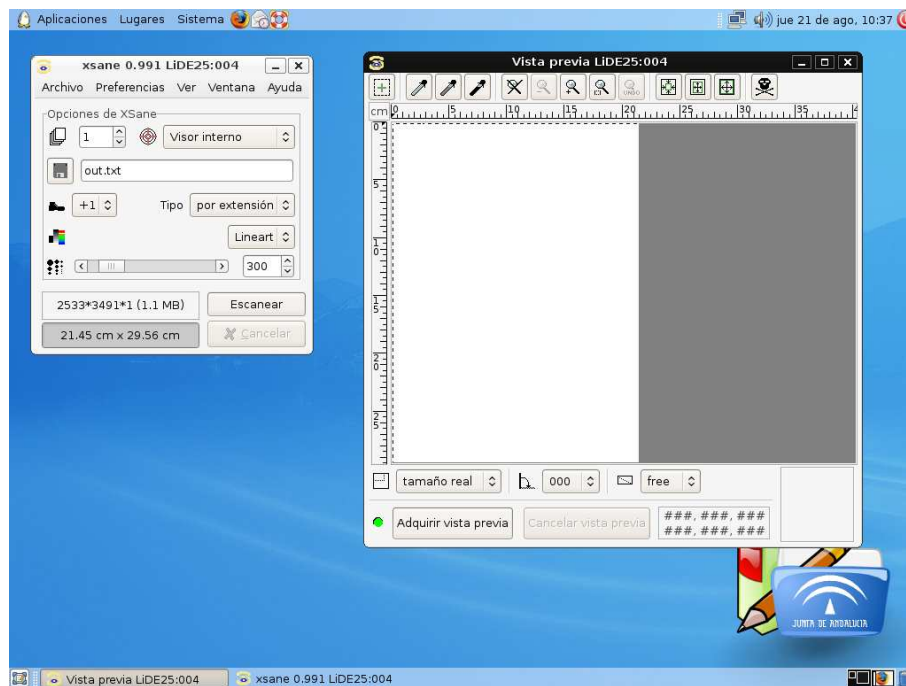 Aplicaciones Lugares Sistema jue 21 de ago, 10:37
xsane 0.991 LiDE25:004
Archivo Preferencias Ver Ventana Ayuda
Opciones de XSane
1 Visor interno
out.txt
+1 Tipo por extensión
Lineart
300
2533*3491*1 (1.1 MB) Escanear
21.45 cm x 29.56 cm Cancelar
Vista previa LiDE25:004
cm 0 5 10 15 20 25 30 35 4
0
5
10
15
20
25
tamaño real 000 free
Adquirir vista previa Cancelar vista previa ###, ###, ###
###, ###, ###
JUNTA DE ANDALUCIA
Vista previa LiDE25:004 xsane 0.991 LiDE25:004